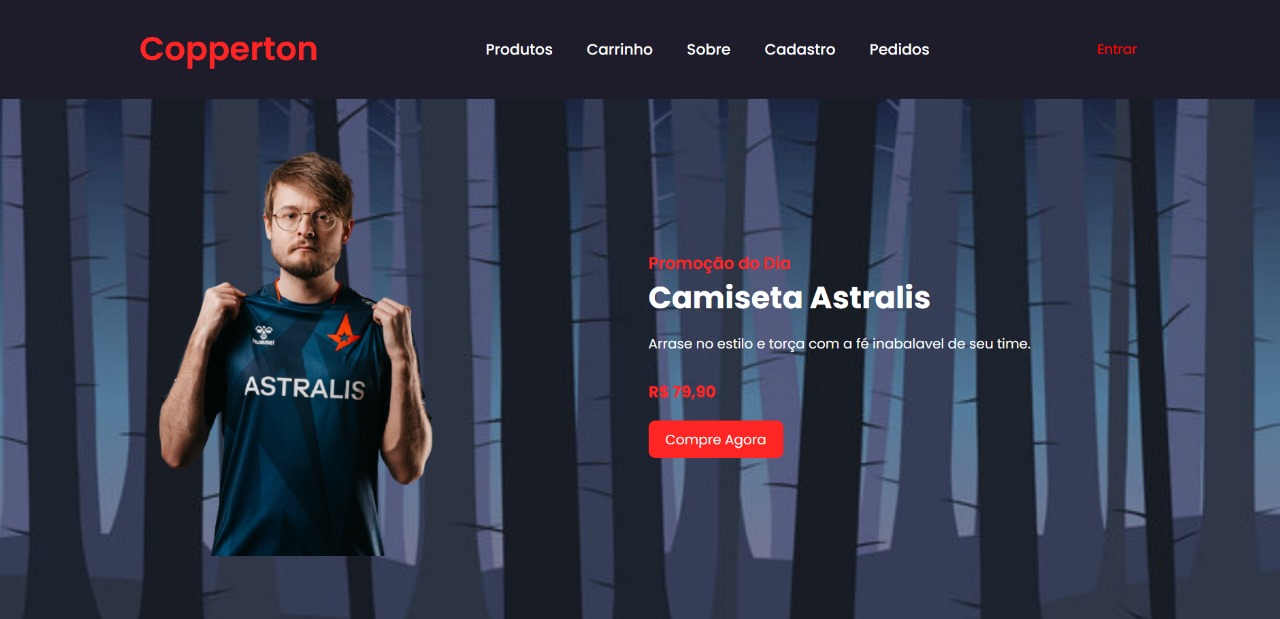 Copperton
Produtos Carrinho Sobre Cadastro Pedidos
Entrar
Promoção do Dia
Camiseta Astralis
Arrase no estilo e torça com a fé inabalavel de seu time.
R$ 79,90
Compre Agora
hummel
ASTRALIS